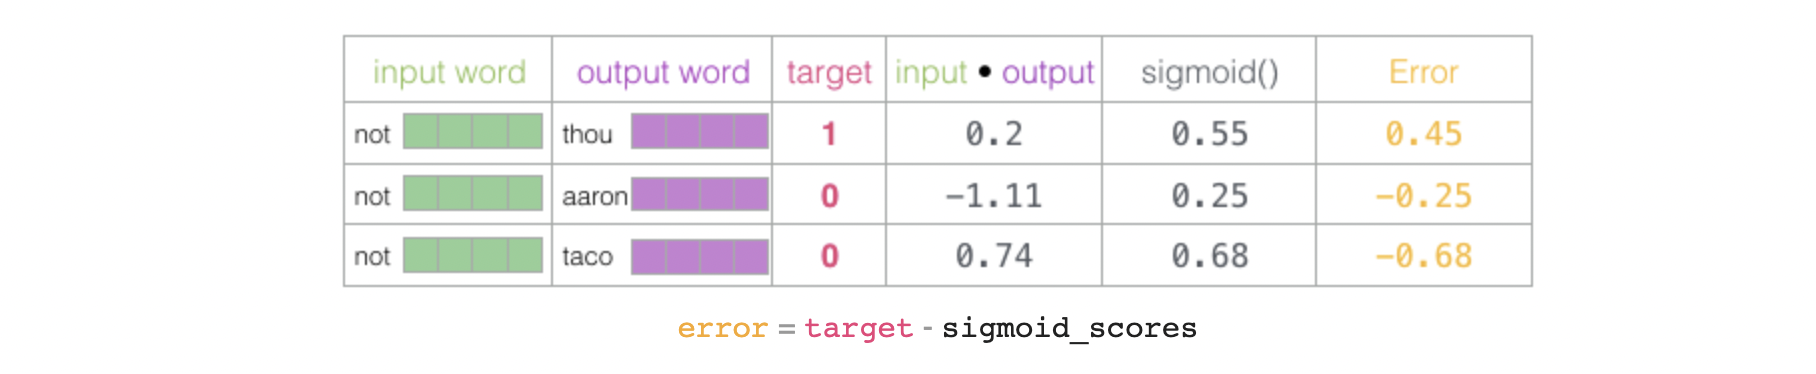 input word output word target input • output sigmoid() Error
not thou 1 0.2 0.55 0.45
not aaron 0 -1.11 0.25 -0.25
not taco 0 0.74 0.68 -0.68
error = target - sigmoid_scores